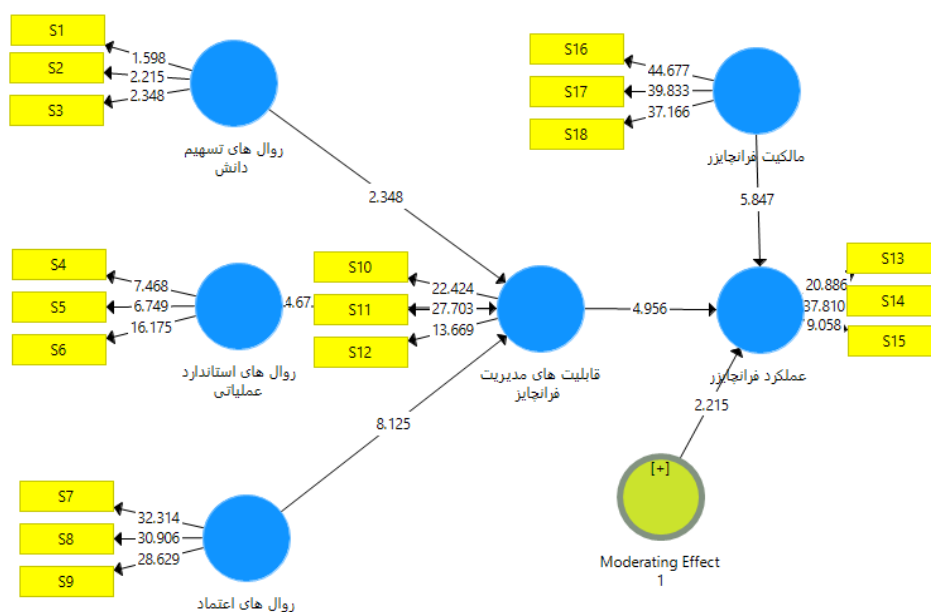 S1
S2
S3
1.598
2.215
2.348
روال های تسهیم
دانش
2.348
S16
S17
S18
44.677
39.833
37.166
مالکیت فرانچایزر
5.847
S4
S5
S6
7.468
6.749
16.175
روال های استاندارد
عملیاتی
S10
S11
S12
22.424
27.703
13.669
قابلیت های مدیریت
فرانچایز
4.956
S13
S14
S15
20.886
37.810
9.058
عملکرد فرانچایزر
8.125
2.215
[+]
Moderating Effect
1
S7
S8
S9
32.314
30.906
28.629
روال های اعتماد